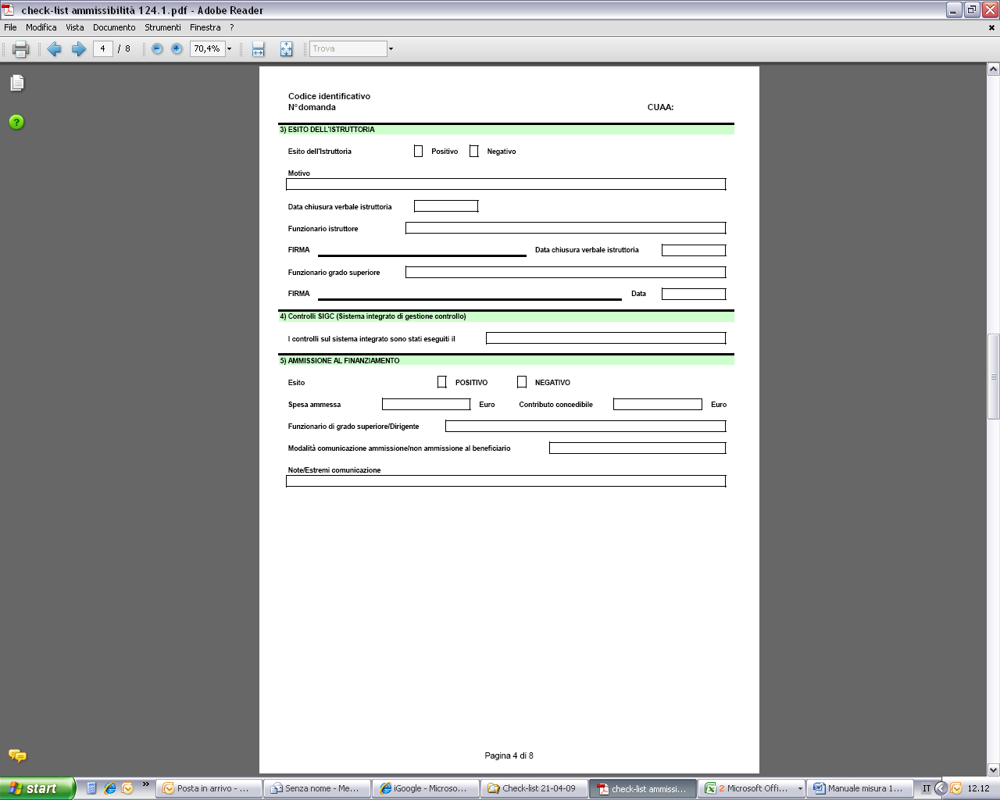 check-list ammissibilità 124.1.pdf - Adobe Reader
File Modifica Vista Documento Strumenti Finestra ?
4 / 8 70,4% Trova
Codice identificativo
N°domanda CUAA:
3) ESITO DELL'ISTRUTTORIA
Esito dell'Istruttoria Positivo Negativo
Motivo
Data chiusura verbale istruttoria
Funzionario istruttore
FIRMA Data chiusura verbale istruttoria
Funzionario grado superiore
FIRMA Data
4) Controlli SIGC (Sistema integrato di gestione controllo)
I controlli sul sistema integrato sono stati eseguiti il
5) AMMISSIONE AL FINANZIAMENTO
Esito POSITIVO NEGATIVO
Spesa ammessa Euro Contributo concedibile Euro
Funzionario di grado superiore/Dirigente
Modalità comunicazione ammissione/non ammissione al beneficiario
Note/Estremi comunicazione
Pagina 4 di 8
start Posta in arrivo - ... Senza nome - Me... iGoogle - Microso... Check-list 21-04-09 check-list ammissi... 2 Microsoft Offi... Manuale misura 1... IT 12.12